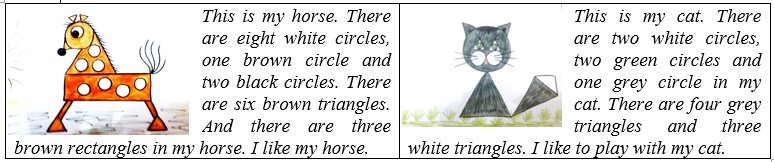 This is my horse. There
are eight white circles,
one brown circle and
two black circles. There
are six brown triangles.
And there are three
brown rectangles in my horse. I like my horse.
This is my cat. There
are two white circles,
two green circles and
one grey circle in my
cat. There are four grey
triangles and three
white triangles. I like to play with my cat.